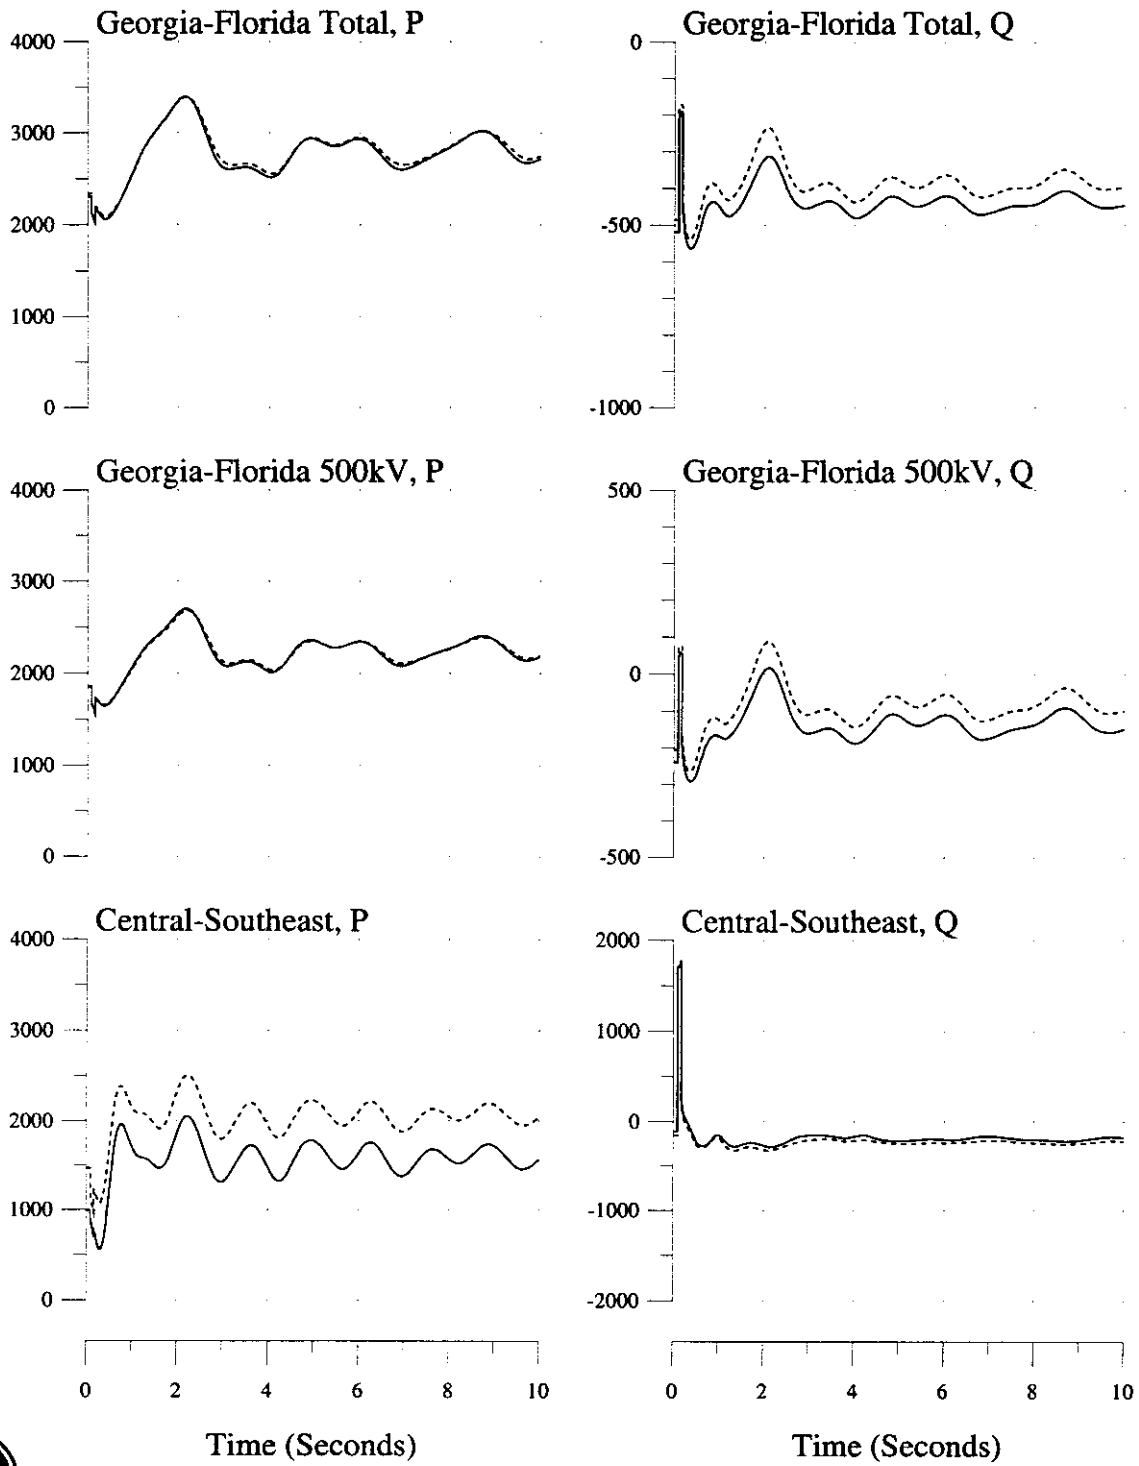 Georgia-Florida Total, P
4000
3000
2000
1000
0
Georgia-Florida Total, Q
0
-500
-1000
Georgia-Florida 500kV, P
4000
3000
2000
1000
0
Georgia-Florida 500kV, Q
500
0
-500
Central-Southeast, P
4000
3000
2000
1000
0
0 2 4 6 8 10
Time (Seconds)
Central-Southeast, Q
2000
1000
0
-1000
-2000
0 2 4 6 8 10
Time (Seconds)